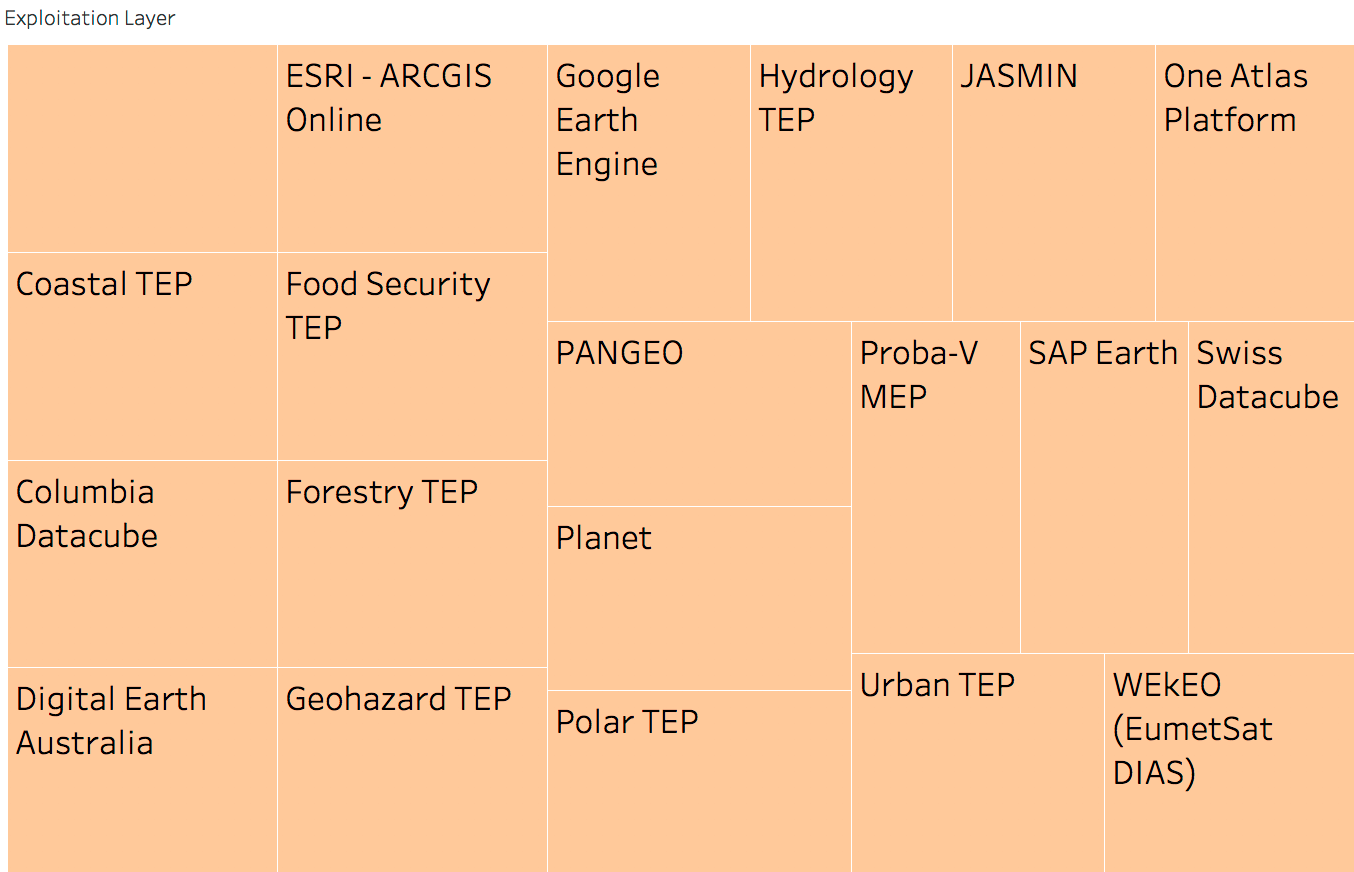 Exploitation Layer
ESRI - ARCGIS
Online
Coastal TEP
Food Security
TEP
Columbia
Datacube
Forestry TEP
Digital Earth
Australia
Geohazard TEP
Google
Earth
Engine
Hydrology
TEP
JASMIN
One Atlas
Platform
PANGEO
Planet
Polar TEP
Proba-V
MEP
SAP Earth
Swiss
Datacube
Urban TEP
WEkEO
(EumetSat
DIAS)